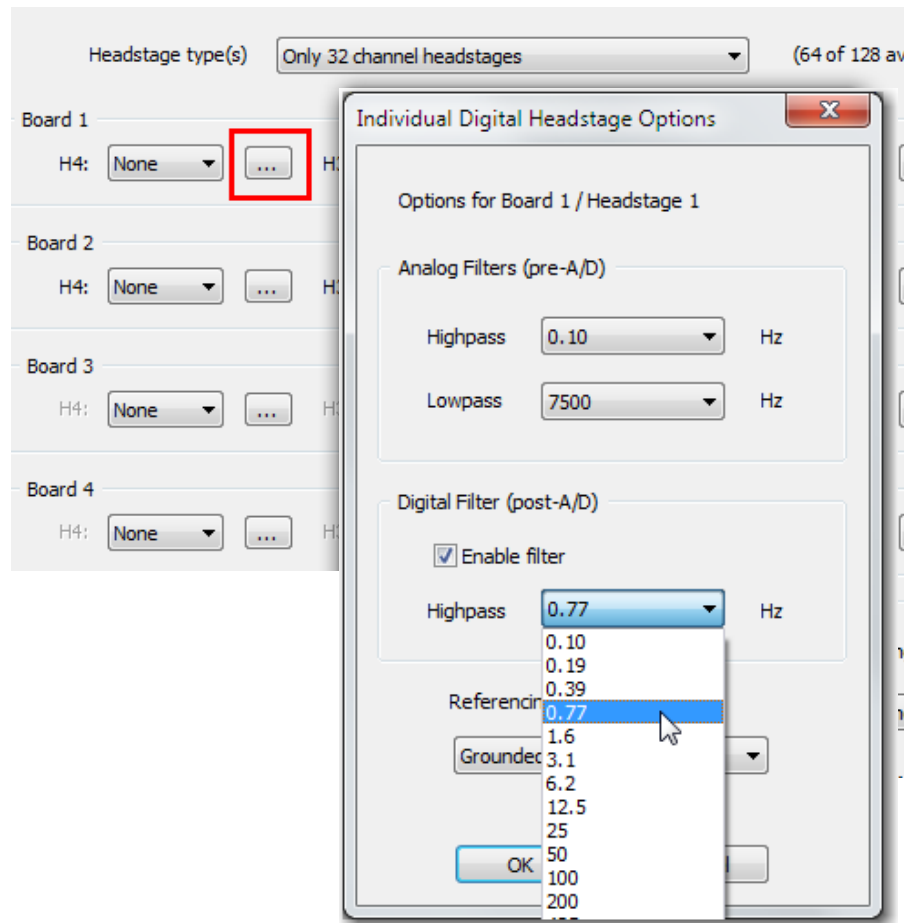 Headstage type(s) Only 32 channel headstages (64 of 128 av
Board 1
H4: None ...
Board 2
H4: None ...
Board 3
H4: None ...
Board 4
H4: None ...
Individual Digital Headstage Options
Options for Board 1 / Headstage 1
Analog Filters (pre-A/D)
Highpass 0.10 Hz
Lowpass 7500 Hz
Digital Filter (post-A/D)
Enable filter
Highpass 0.77 Hz
0.10
0.19
0.39
0.77
1.6
3.1
6.2
12.5
25
50
100
200
Referencin
Grounded
OK